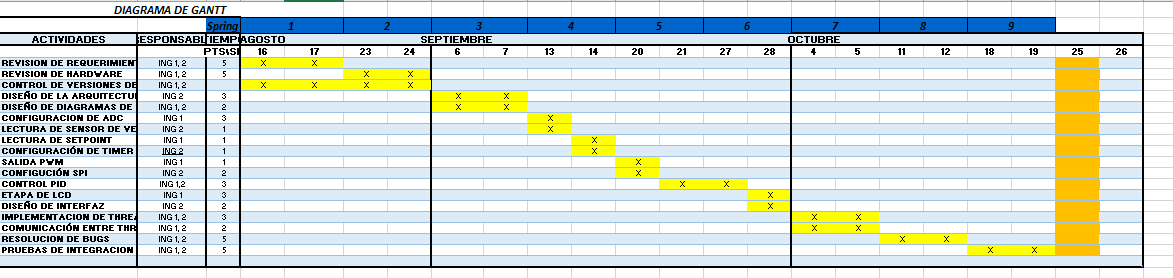 DIAGRAMA DE GANTT
Spring 1 2 3 4 5 6 7 8 9
ACTIVIDADES ESPONSABL TIEMP AGOSTO SEPTIEMBRE OCTUBRE
PTS\SI 16 17 23 24 6 7 13 14 20 21 27 28 4 5 11 12 18 19 25 26
REVISION DE REQUERIMIEN ING 1, 2 5 X X
REVISION DE HARDWARE ING 1, 2 5 X X
CONTROL DE VERSIONES DE ING 1, 2 X X X X
DISEÑO DE LA ARQUITECTU ING 2 3 X X
DISEÑO DE DIAGRAMAS DE ING 1, 2 2 X X
CONFIGURACION DE ADC ING 1 3 X
LECTURA DE SENSOR DE VE ING 2 1 X
LECTURA DE SETPOINT ING 1 1 X
CONFIGURACIÓN DE TIMER ING 2 1 X
SALIDA PWM ING 1 1 X
CONFIGUCIÓN SPI ING 2 2 X
CONTROL PID ING 1,2 3 X X
ETAPA DE LCD ING 1 3 X
DISEÑO DE INTERFAZ ING 2 2 X
IMPLEMENTACION DE THREA ING 1, 2 3 X X
COMUNICACIÓN ENTRE THR ING 1, 2 2 X X
RESOLUCION DE BUGS ING 1, 2 5 X X
PRUEBAS DE INTEGRACION ING 1, 2 5 X X